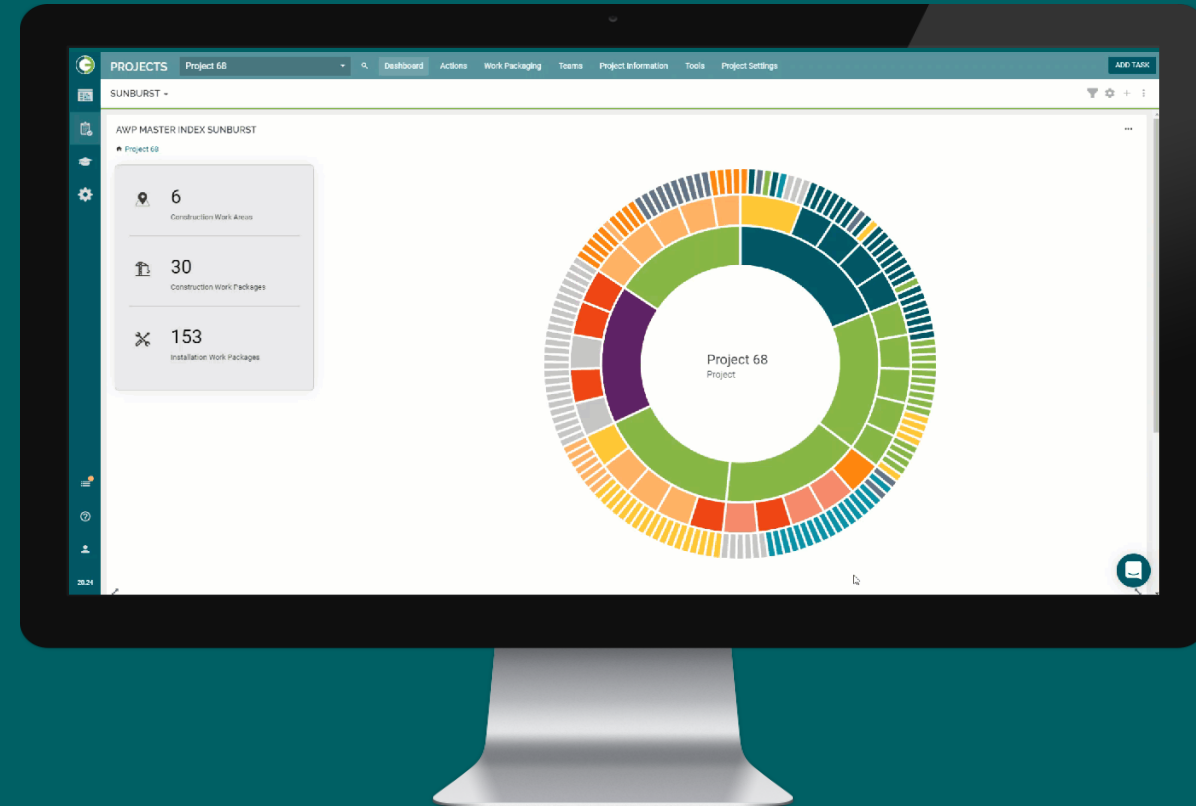 PROJECTS
Project 68
Dashboard
Actions
Work Packaging
Teams
Project Information
Tools
Project Settings
ADD TASK
SUNBURST
AWP MASTER INDEX SUNBURST
Project 68
6
Construction Work Areas
30
Construction Work Packages
153
Installation Work Packages
Project 68
Project
20.24